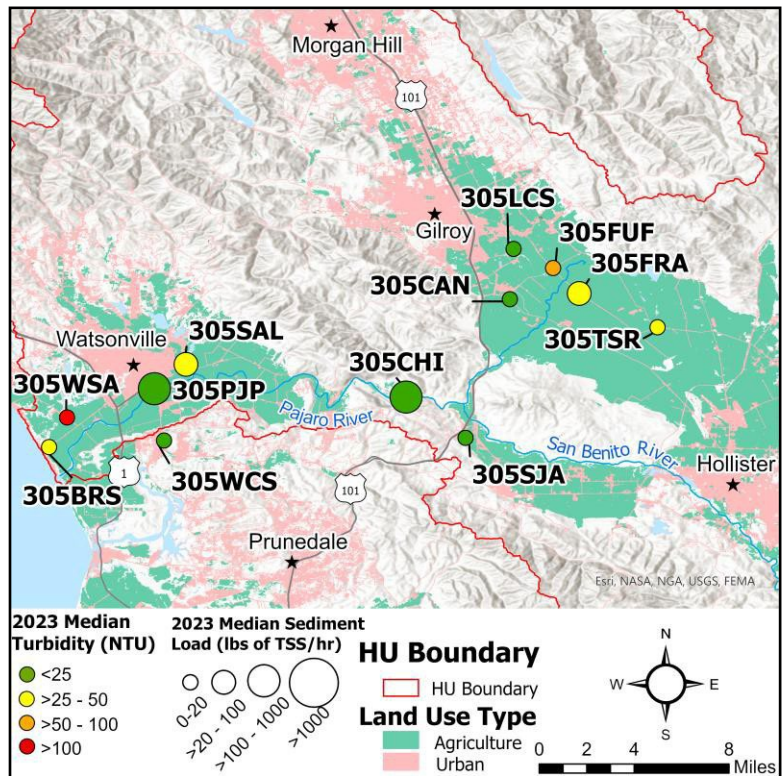 Morgan Hill
101
305LCS
Gilroy
305FUF
305FRA
305CAN
305TSR
305SAL
Watsonville
305CHI
305WSA
305PJP
Pajaro River
San Benito River
305BRS
305WCS
305SJA
1
101
Hollister
Prunedale
Esri, NASA, NGA, USGS, FEMA
2023 Median
Turbidity (NTU)
<25
>25 - 50
>50 - 100
>100
2023 Median Sediment
Load (lbs of TSS/hr)
0-20
>20 - 100
>100 - 1000
>1000
HU Boundary
HU Boundary
Land Use Type
Agriculture
Urban
N
W
E
S
0 2 4 8
Miles